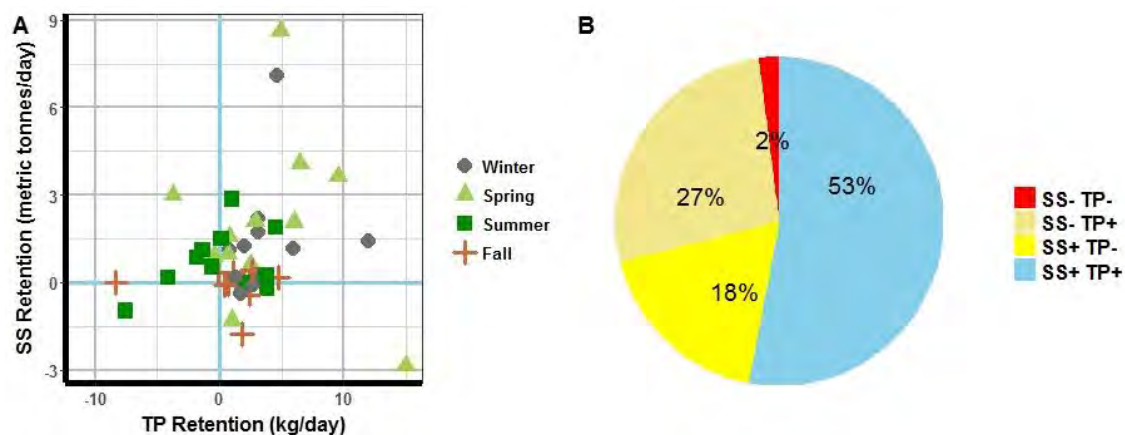 A
SS Retention (metric tonnes/day)
9
6
3
0
-3
-10
0
10
TP Retention (kg/day)
Winter
Spring
Summer
Fall
B
2%
53%
27%
18%
SS- TP-
SS- TP+
SS+ TP-
SS+ TP+